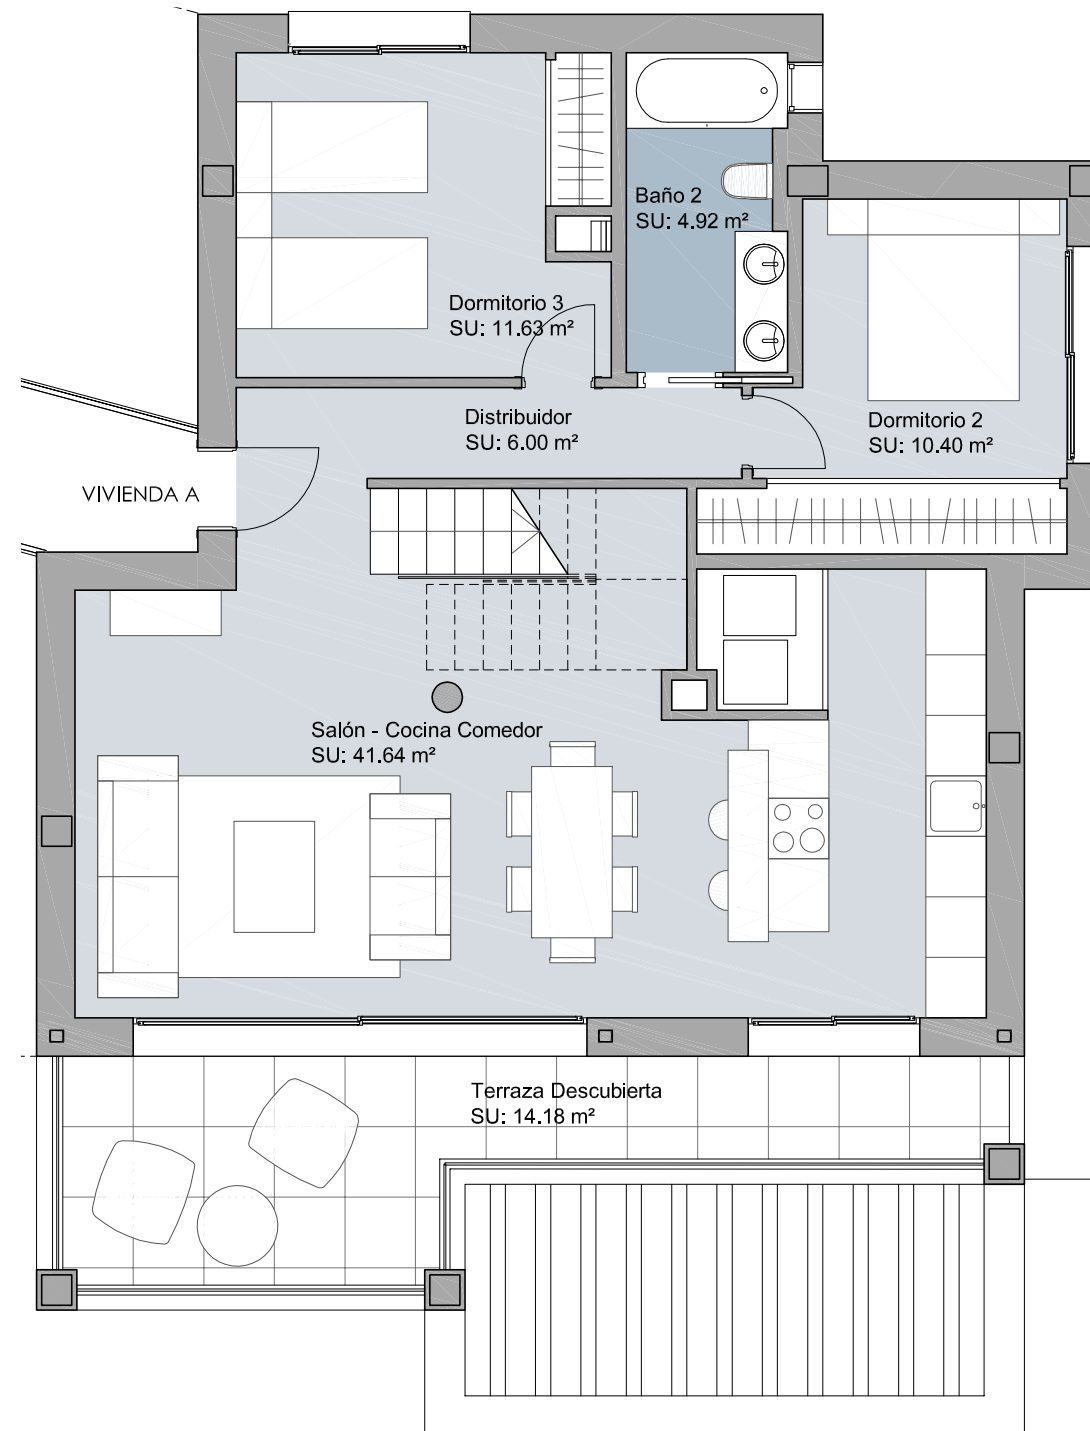 Baño 2
SU: 4.92 m²
Dormitorio 3
SU: 11.63 m²
Distribuidor
SU: 6.00 m²
Dormitorio 2
SU: 10.40 m²
VIVIENDA A
Salón - Cocina Comedor
SU: 41.64 m²
Terraza Descubierta
SU: 14.18 m²